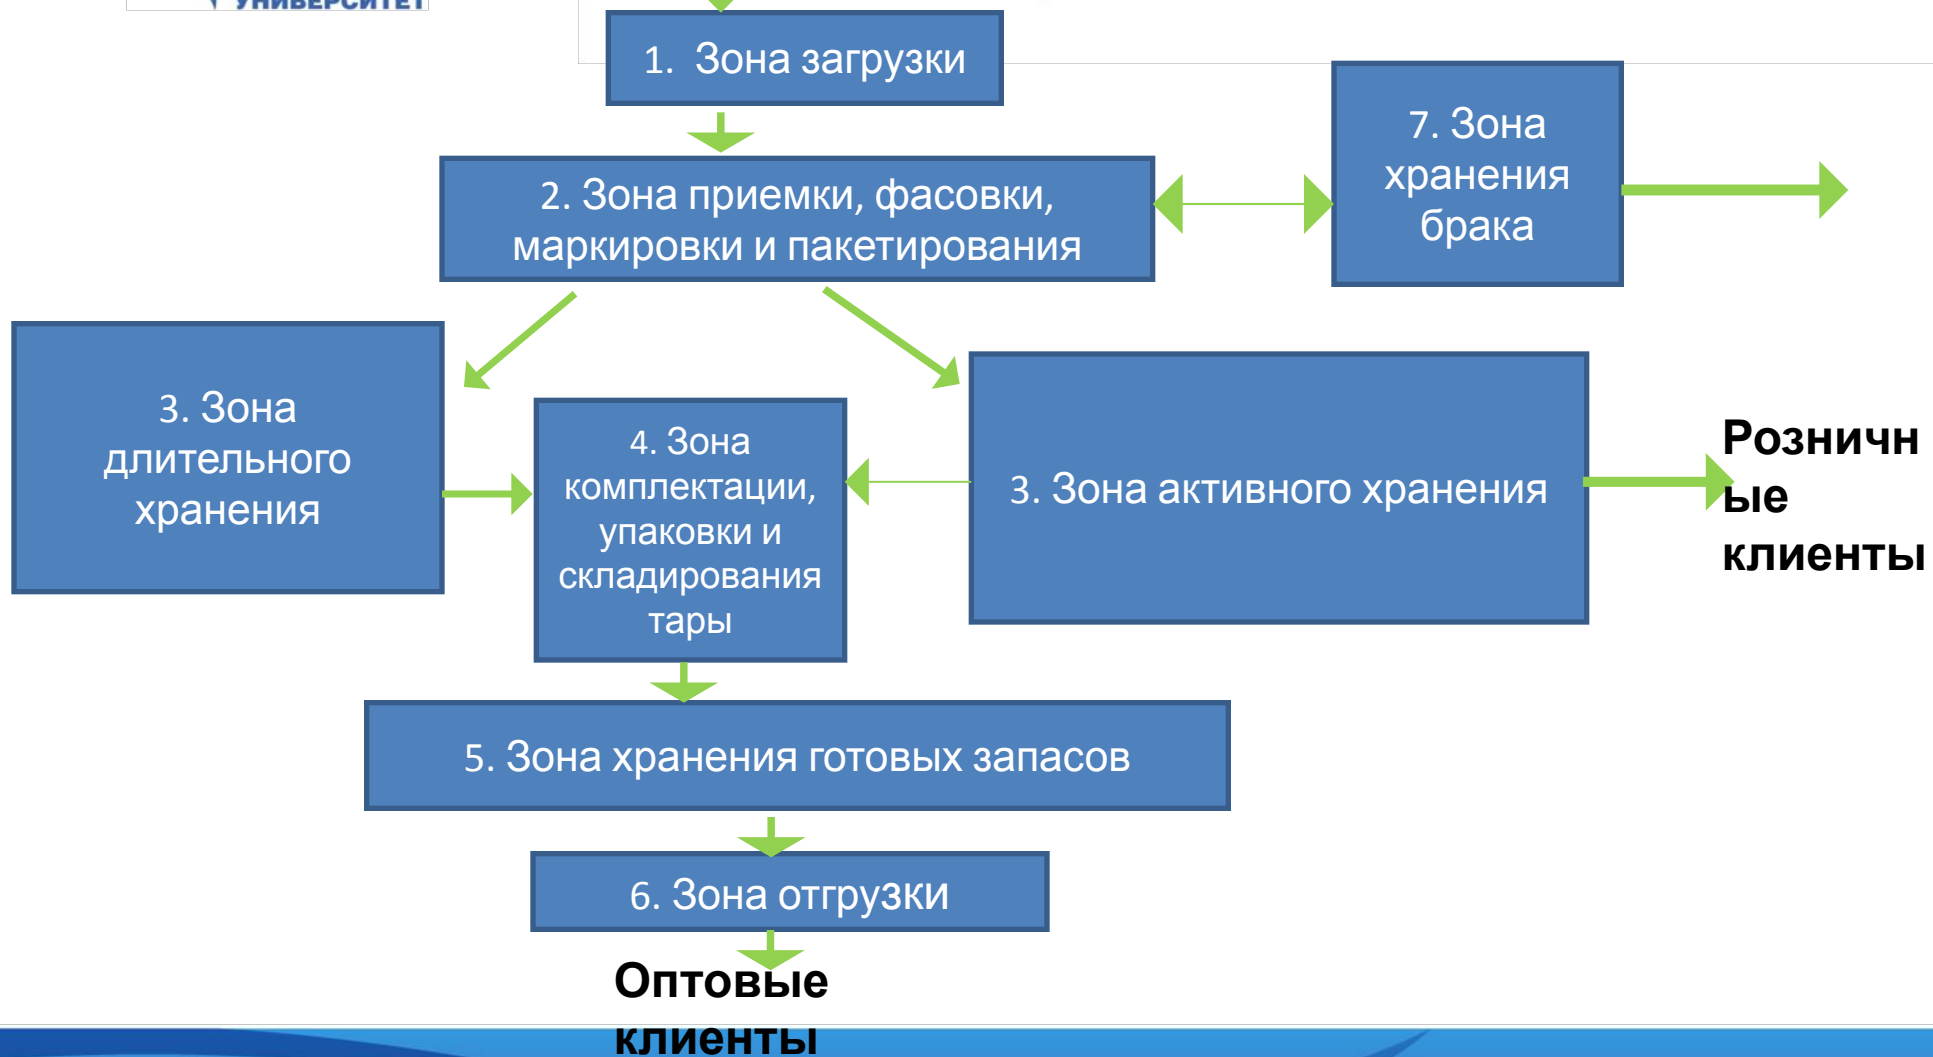 УНИВЕРСИТЕТ
1. Зона загрузки
7. Зона
хранения
брака
2. Зона приемки, фасовки,
маркировки и пакетирования
3. Зона
длительного
хранения
4. Зона
комплектации,
упаковки и
складирования
тары
3. Зона активного хранения
Розничн
ые
клиенты
5. Зона хранения готовых запасов
6. Зона отгрузки
Оптовые
клиенты